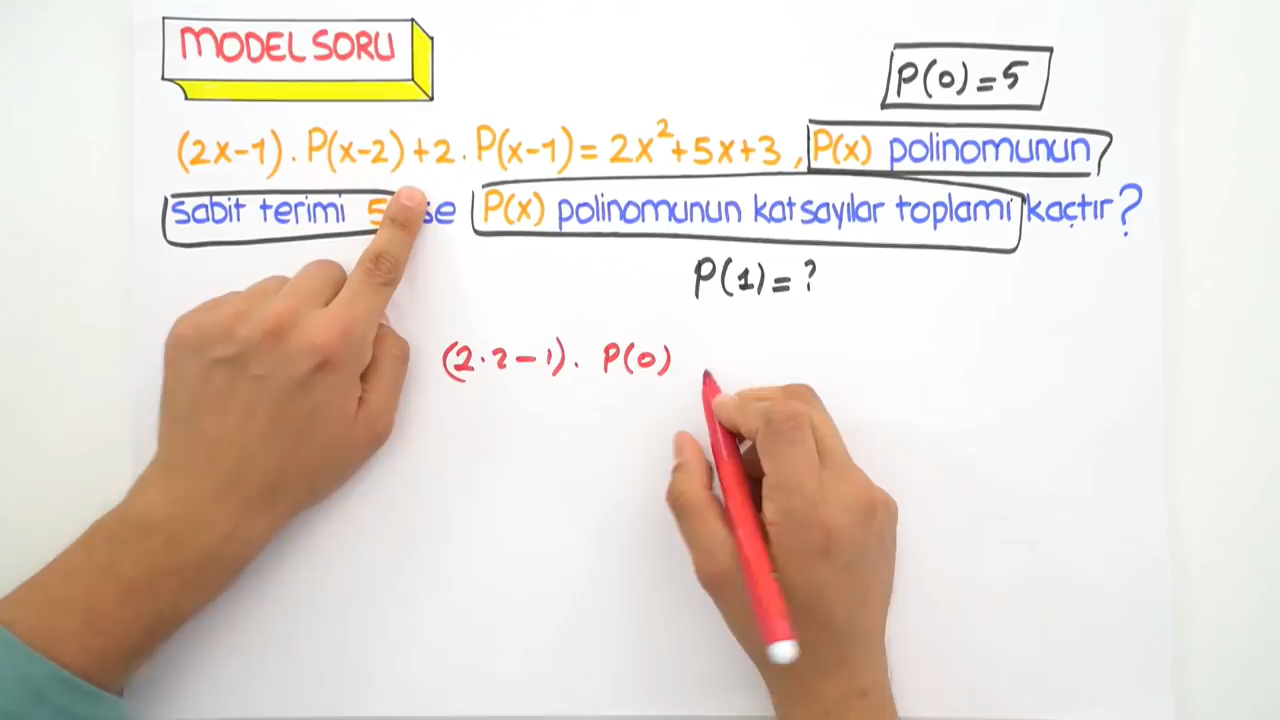 MODEL SORU
P(0)=5
(2x-1). P(x-2)+2. P(x-1)= 2x²+5x+3, P(x) polinomunun
sabit terimi 5 se P(x) polinomunun katsayılar toplamı kaçtır?
P(1)=?
(2.2-1). P(0)